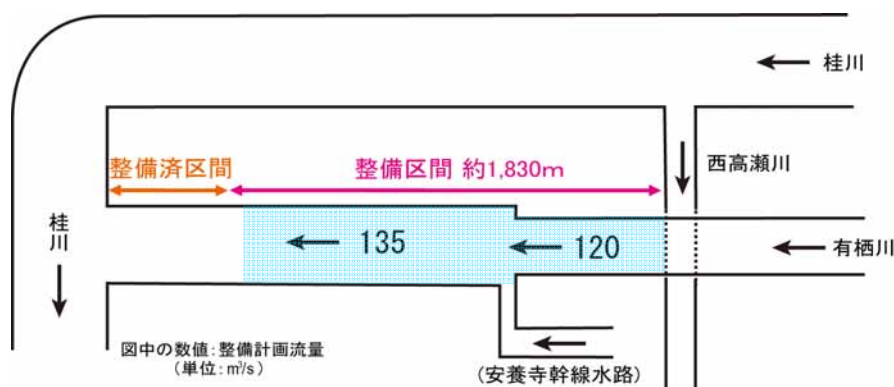 桂川
西高瀬川
整備済区間
整備区間 約1,830m
桂川
135
120
有栖川
図中の数値：整備計画流量
（単位：m³/s）
（安養寺幹線水路）